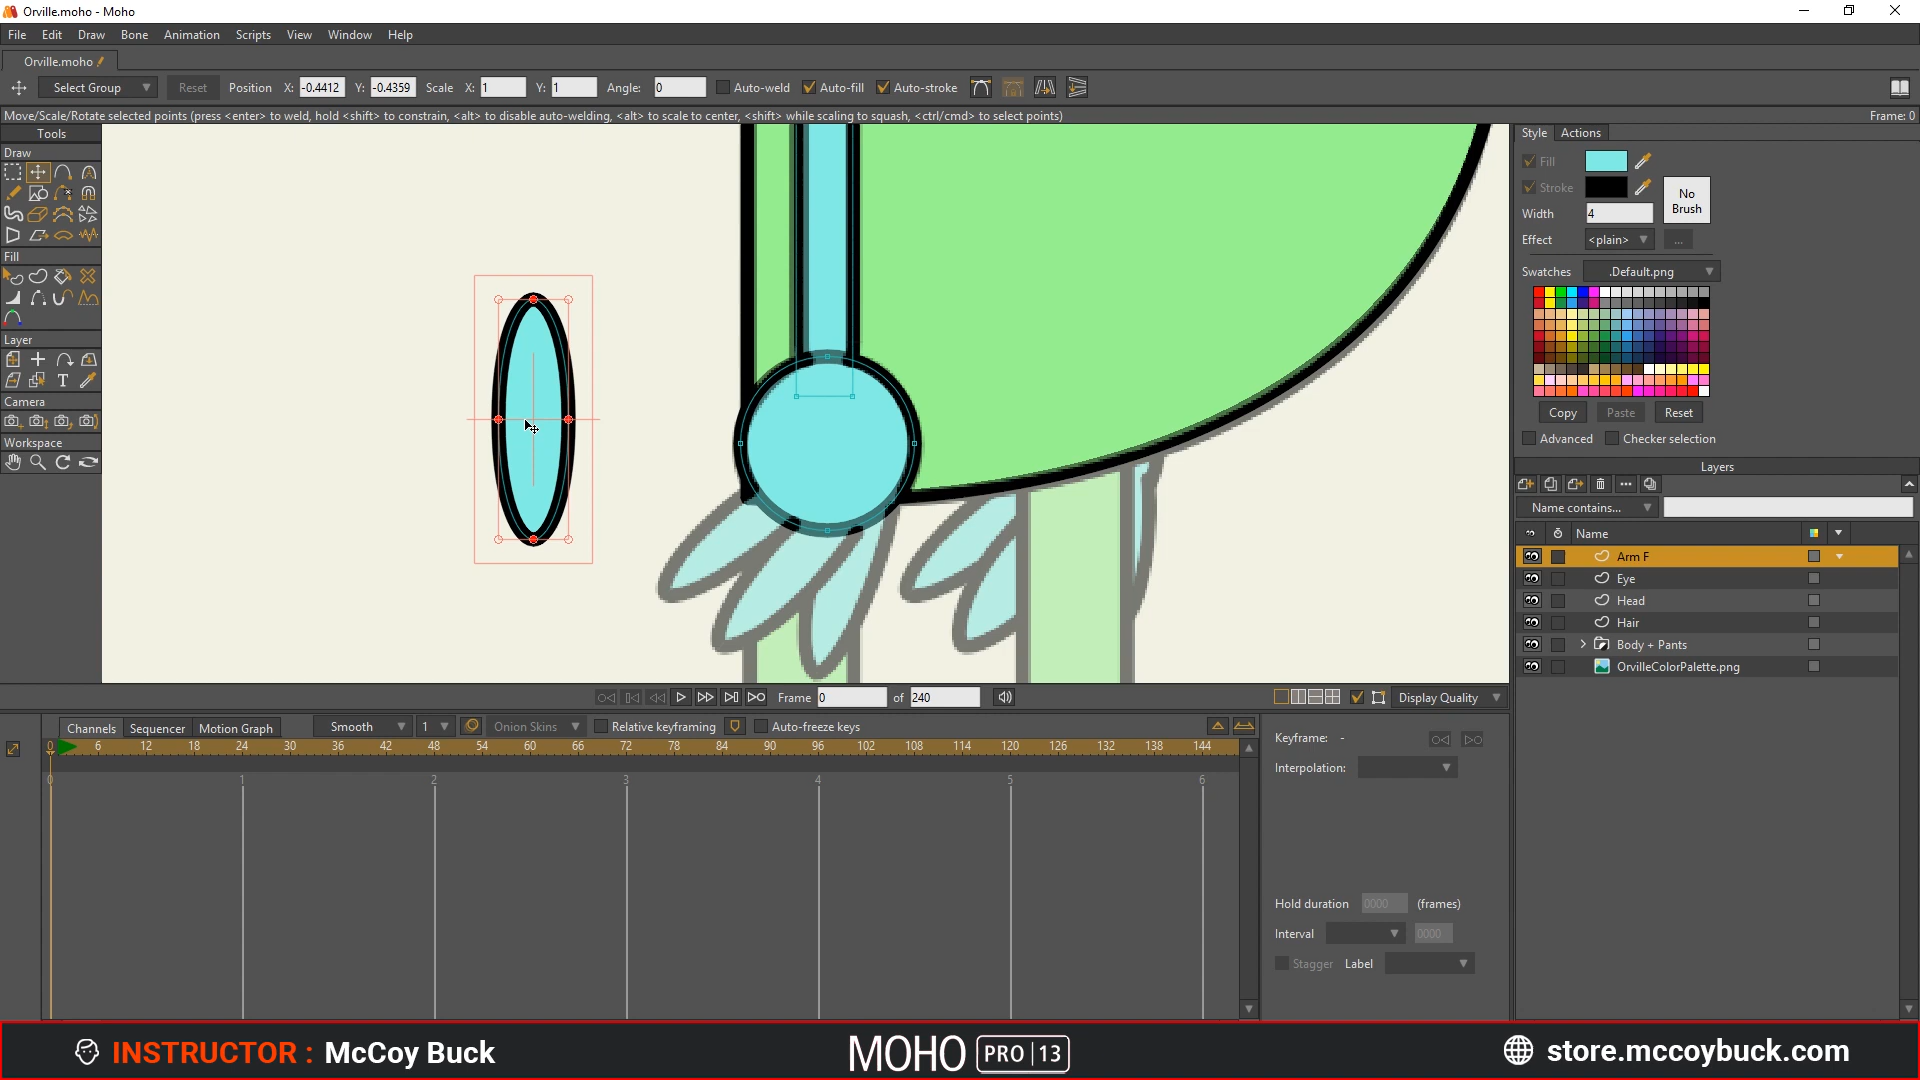 Orville.moho - Moho
File Edit Draw Bone Animation Scripts View Window Help
Orville.moho
Select Group Reset Position X: -0.4412 Y: -0.4359 Scale X: 1 Y: 1 Angle: 0 Auto-weld Auto-fill Auto-stroke
Move/Scale/Rotate selected points (press <enter> to weld, hold <shift> to constrain, <alt> to disable auto-welding, <alt> to scale to center, <shift> while scaling to squash, <ctrl/cmd> to select points) Frame: 0
Tools
Draw
Fill
Layer
Camera
Workspace
Style Actions
Fill
Stroke
No Brush
Width 4
Effect <plain> ...
Swatches .Default.png
Copy Paste Reset
Advanced Checker selection
Layers
Name contains...
Name
Arm F
Eye
Head
Hair
Body + Pants
OrvilleColorPalette.png
Frame 0 of 240 Display Quality
Channels Sequencer Motion Graph Smooth 1 Onion Skins Relative keyframing Auto-freeze keys
0 6 12 18 24 30 36 42 48 54 60 66 72 78 84 90 96 102 108 114 120 126 132 138 144
0 1 2 3 4 5 6
Keyframe: -
Interpolation:
Hold duration 0000 (frames)
Interval 0000
Stagger Label
INSTRUCTOR : McCoy Buck MOHO PRO 13 store.mccoybuck.com